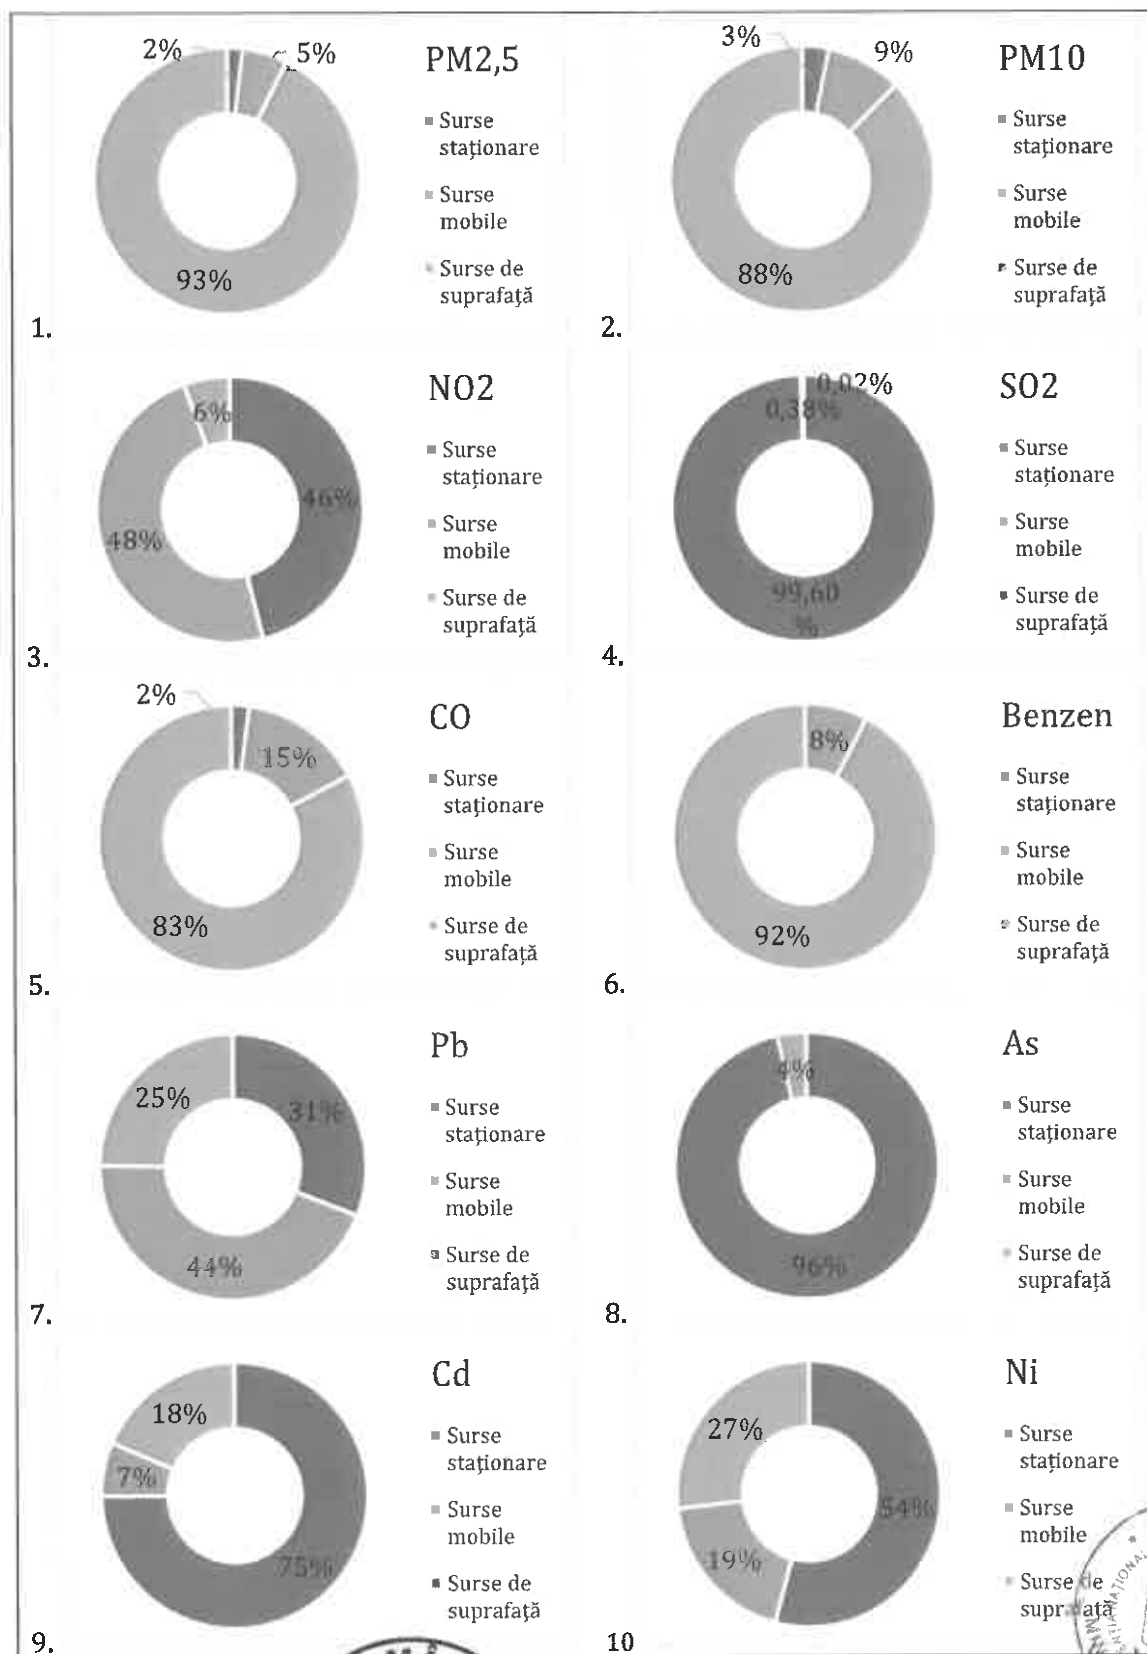 2%
5%
PM2,5
Surse
staționare
Surse
mobile
Surse de
suprafață
93%
1.
3%
9%
PM10
Surse
staționare
Surse
mobile
Surse de
suprafață
88%
2.
NO2
6%
46%
48%
Surse
staționare
Surse
mobile
Surse de
suprafață
3.
SO2
0,02%
0,38%
99,60
%
Surse
staționare
Surse
mobile
Surse de
suprafață
4.
2%
CO
15%
83%
Surse
staționare
Surse
mobile
Surse de
suprafață
5.
Benzen
8%
92%
Surse
staționare
Surse
mobile
Surse de
suprafață
6.
Pb
25%
31%
44%
Surse
staționare
Surse
mobile
Surse de
suprafață
7.
As
4%
96%
Surse
staționare
Surse
mobile
Surse de
suprafață
8.
Cd
18%
7%
75%
Surse
staționare
Surse
mobile
Surse de
suprafață
9.
Ni
27%
54%
19%
Surse
staționare
Surse
mobile
Surse de
suprafață
10